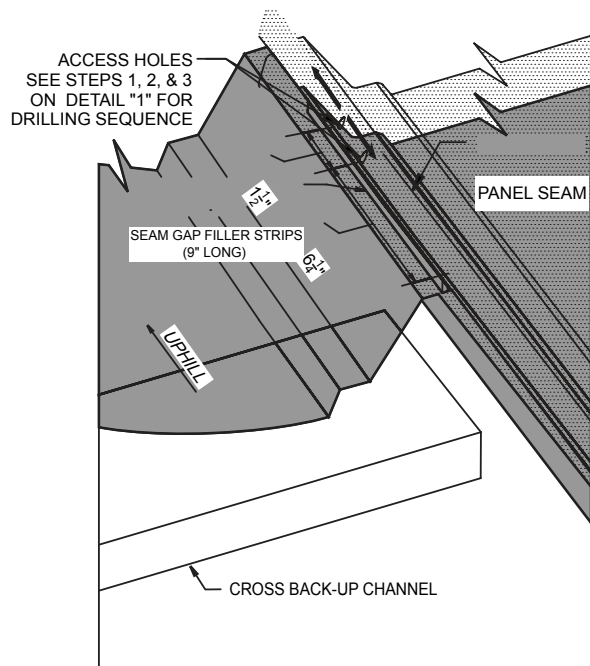 ACCESS HOLES
SEE STEPS 1, 2, & 3
ON DETAIL "1" FOR
DRILLING SEQUENCE
PANEL SEAM
1 1/2"
SEAM GAP FILLER STRIPS
(9" LONG)
6 1/4"
UPHILL
CROSS BACK-UP CHANNEL